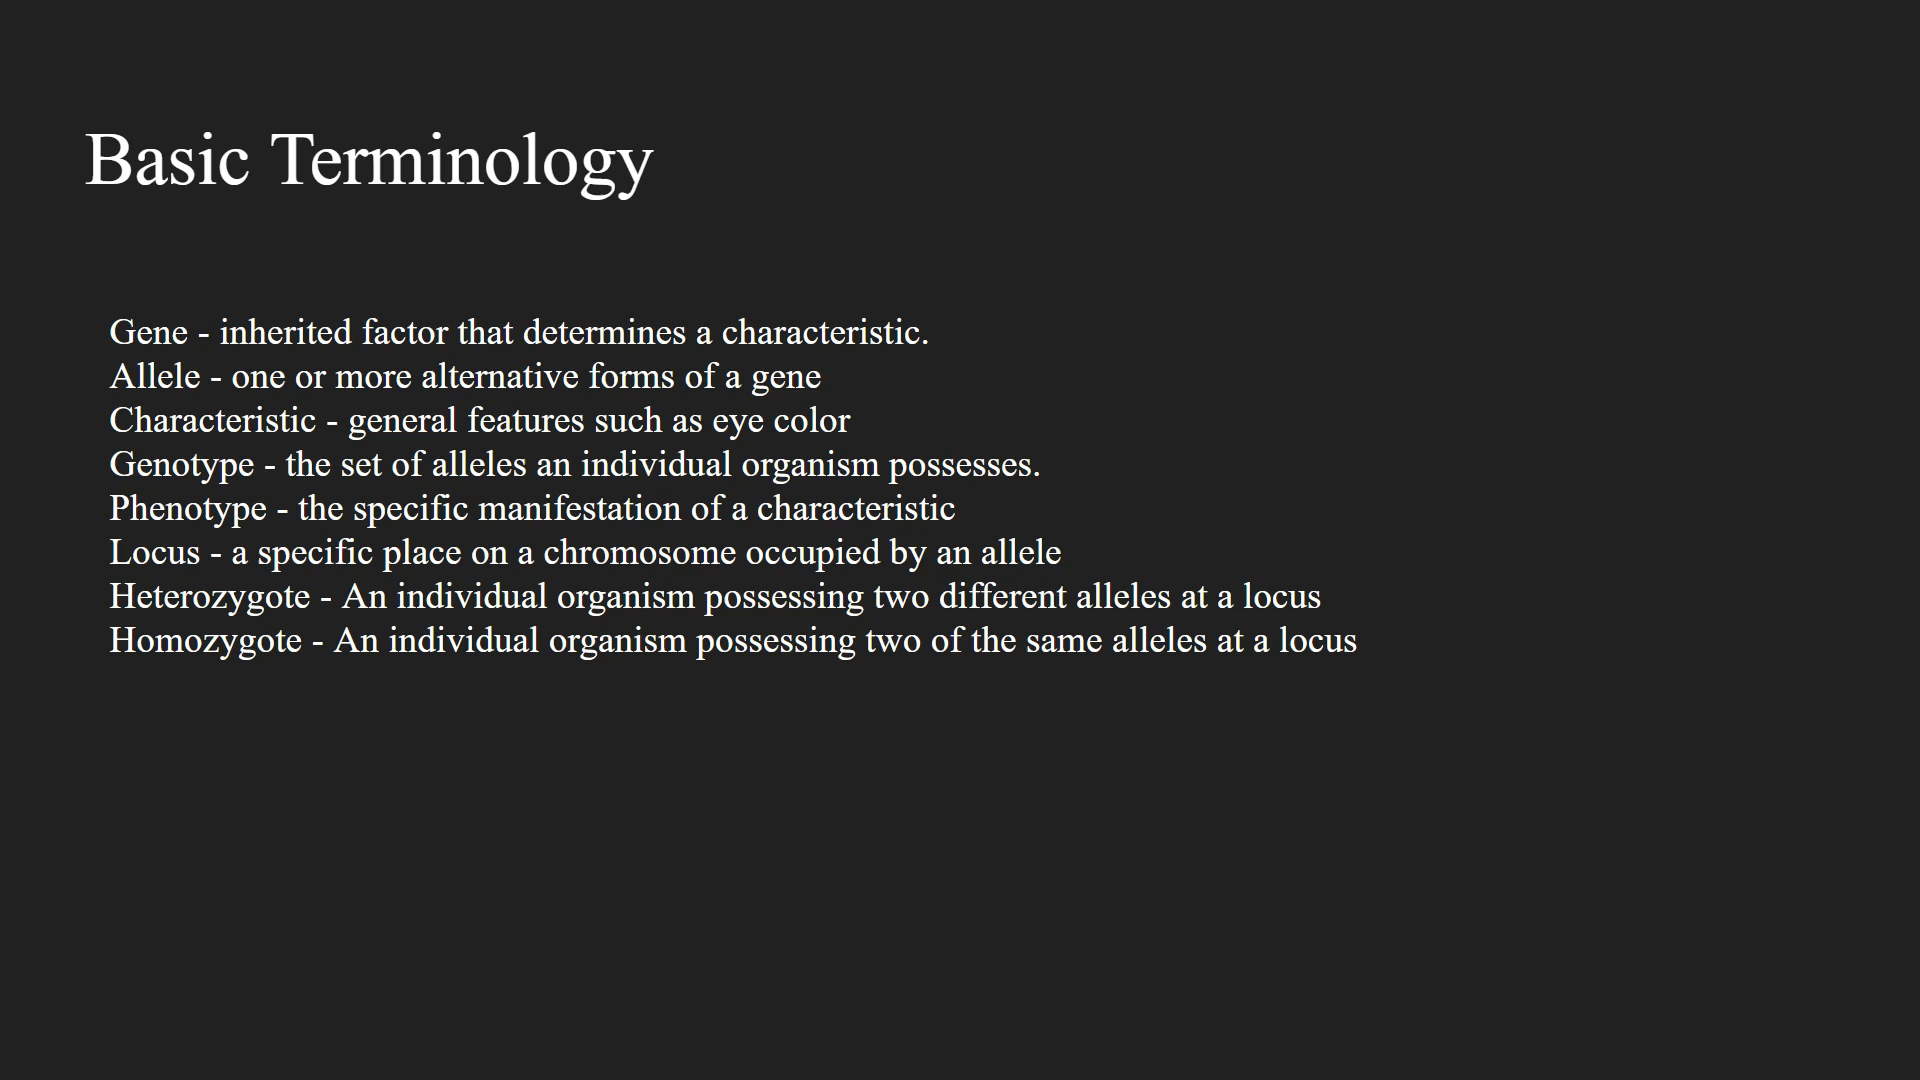 Basic Terminology
Gene - inherited factor that determines a characteristic.
Allele - one or more alternative forms of a gene
Characteristic - general features such as eye color
Genotype - the set of alleles an individual organism possesses.
Phenotype - the specific manifestation of a characteristic
Locus - a specific place on a chromosome occupied by an allele
Heterozygote - An individual organism possessing two different alleles at a locus
Homozygote - An individual organism possessing two of the same alleles at a locus